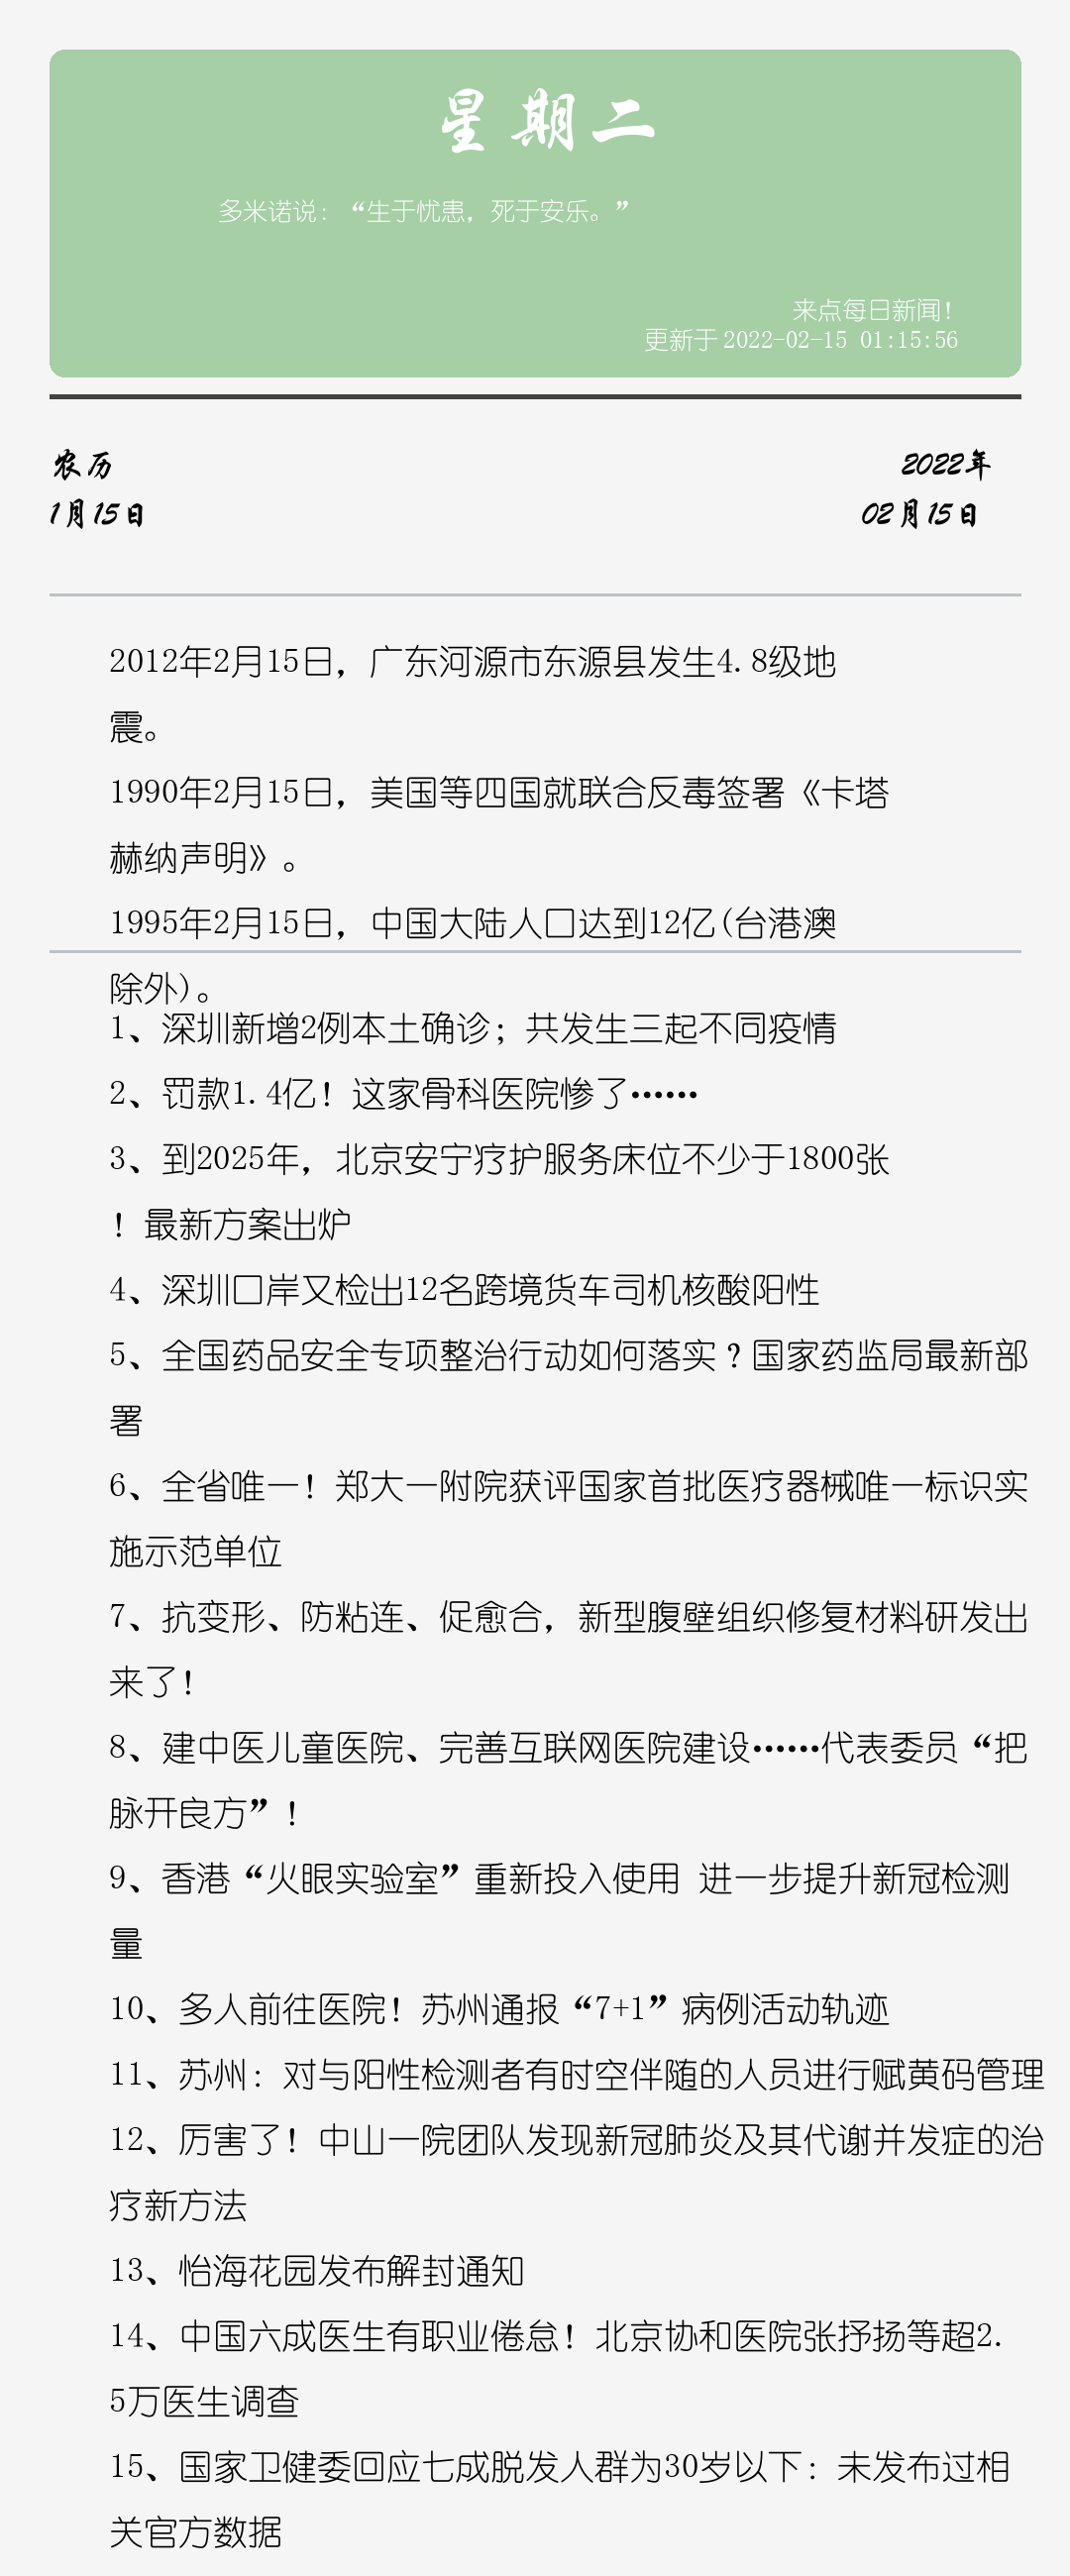 星期二
多米诺说：“生于忧患，死于安乐。”
来点每日新闻！
更新于 2022-02-15 01:15:56
农历
2022年
1月15日
02月15日
2012年2月15日，广东河源市东源县发生4.8级地
震。
1990年2月15日，美国等四国就联合反毒签署《卡塔
赫纳声明》。
1995年2月15日，中国大陆人口达到12亿(台港澳
除外)。
1、深圳新增2例本土确诊；共发生三起不同疫情
2、罚款1.4亿！这家骨科医院惨了……
3、到2025年，北京安宁疗护服务床位不少于1800张
！最新方案出炉
4、深圳口岸又检出12名跨境货车司机核酸阳性
5、全国药品安全专项整治行动如何落实？国家药监局最新部
署
6、全省唯一！郑大一附院获评国家首批医疗器械唯一标识实
施示范单位
7、抗变形、防粘连、促愈合，新型腹壁组织修复材料研发出
来了！
8、建中医儿童医院、完善互联网医院建设……代表委员“把
脉开良方”！
9、香港“火眼实验室”重新投入使用 进一步提升新冠检测
量
10、多人前往医院！苏州通报“7+1”病例活动轨迹
11、苏州：对与阳性检测者有时空伴随的人员进行赋黄码管理
12、厉害了！中山一院团队发现新冠肺炎及其代谢并发症的治
疗新方法
13、怡海花园发布解封通知
14、中国六成医生有职业倦怠！北京协和医院张抒扬等超2.
5万医生调查
15、国家卫健委回应七成脱发人群为30岁以下：未发布过相
关官方数据